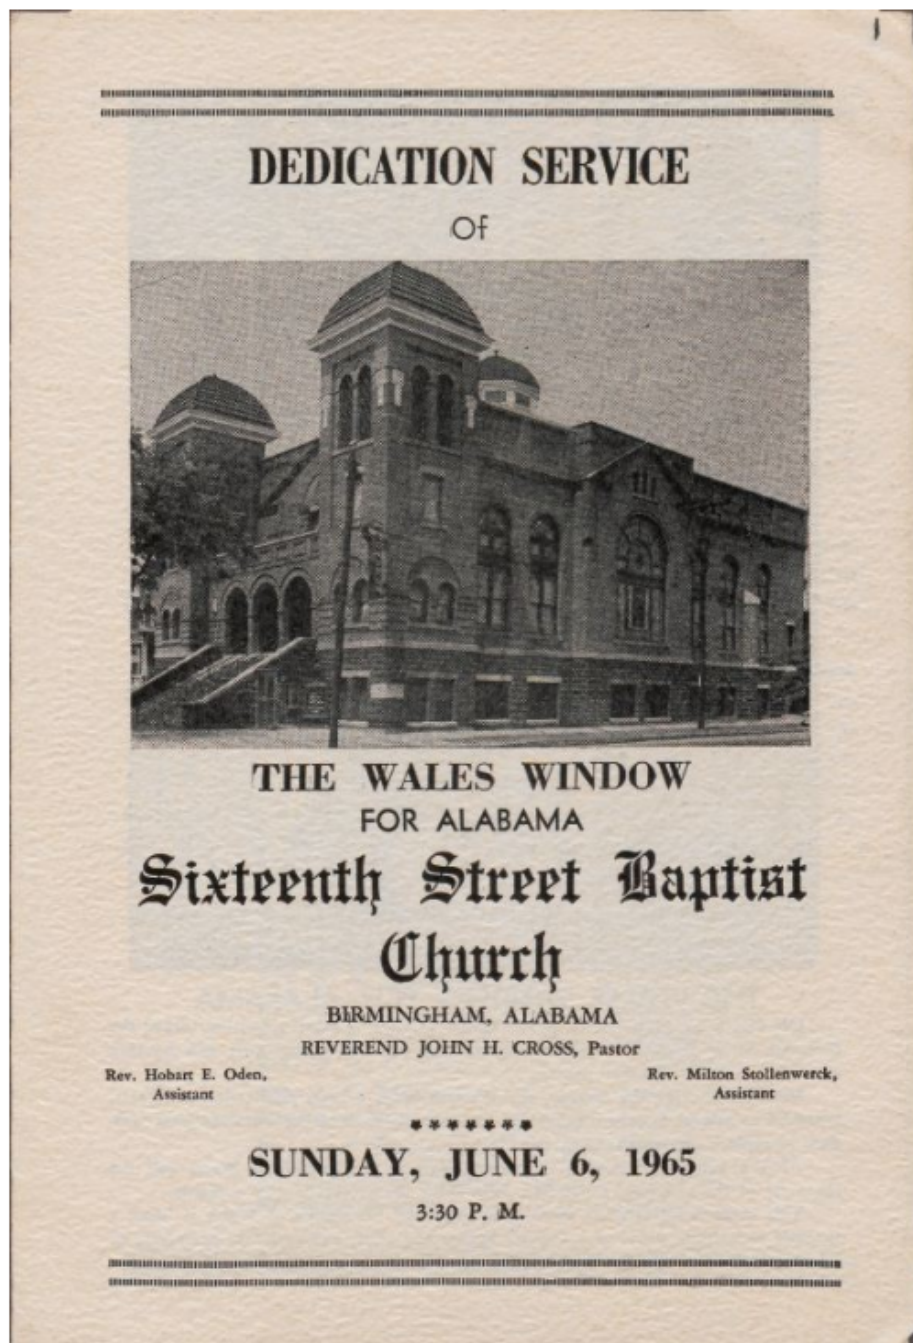 DEDICATION SERVICE
Of
THE WALES WINDOW
FOR ALABAMA
Sixteenth Street Baptist
Church
BIRMINGHAM, ALABAMA
REVEREND JOHN H. CROSS, Pastor
Rev. Hobart E. Oden,
Assistant
Rev. Milton Stollenwerck,
Assistant
SUNDAY, JUNE 6, 1965
3:30 P. M.